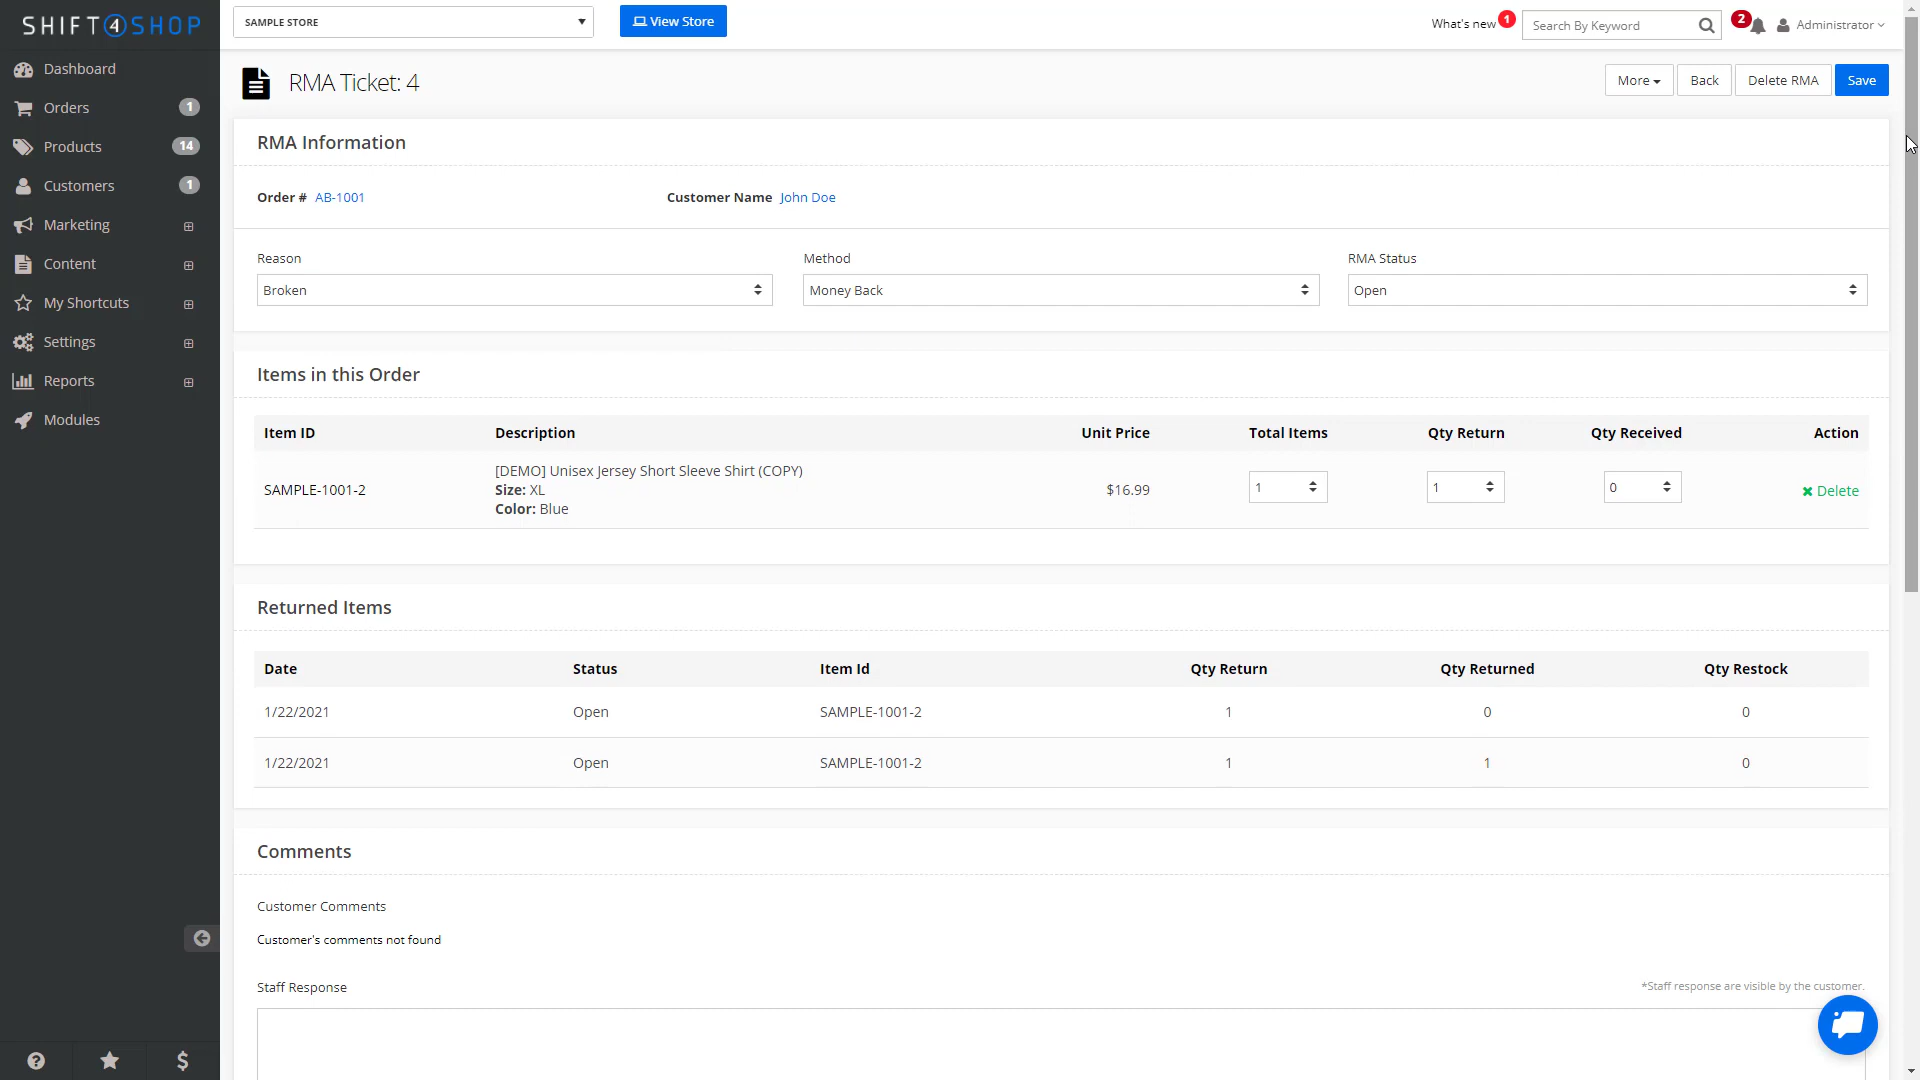 SHIFT4SHOP
SAMPLE STORE
View Store
What's new 1
Search By Keyword
2
Administrator
Dashboard
Orders 1
Products 14
Customers 1
Marketing
Content
My Shortcuts
Settings
Reports
Modules
RMA Ticket: 4
More
Back
Delete RMA
Save
RMA Information
Order # AB-1001
Customer Name John Doe
Reason
Method
RMA Status
Broken
Money Back
Open
Items in this Order
Item ID Description Unit Price Total Items Qty Return Qty Received Action
[DEMO] Unisex Jersey Short Sleeve Shirt (COPY)
SAMPLE-1001-2 Size: XL $16.99 1 1 0 Delete
Color: Blue
Returned Items
Date Status Item Id Qty Return Qty Returned Qty Restock
1/22/2021 Open SAMPLE-1001-2 1 0 0
1/22/2021 Open SAMPLE-1001-2 1 1 0
Comments
Customer Comments
Customer's comments not found
Staff Response
*Staff response are visible by the customer.